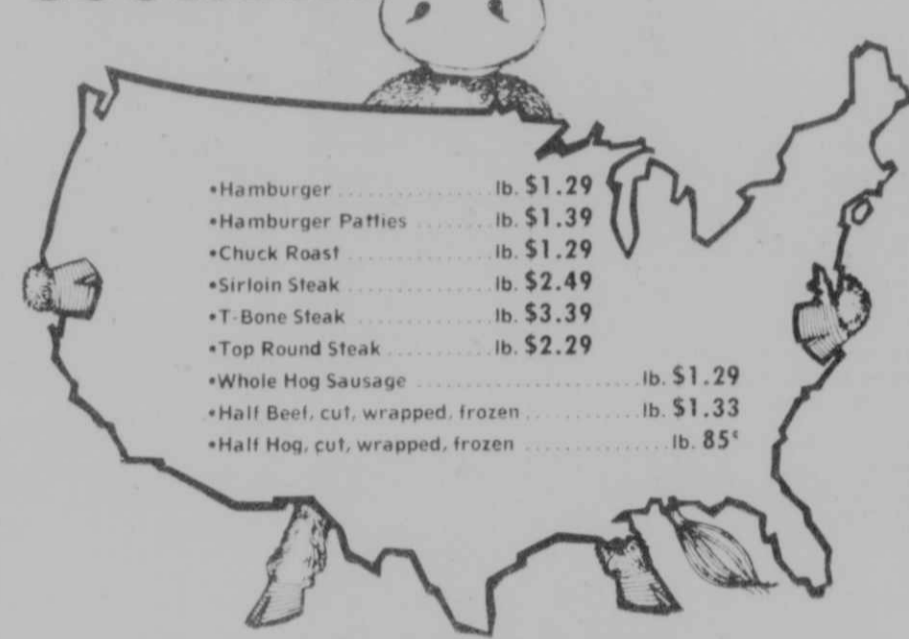 •Hamburger ..................... lb. $1.29
•Hamburger Patties .......... lb. $1.39
•Chuck Roast .................... lb. $1.29
•Sirloin Steak .................... lb. $2.49
•T-Bone Steak ................... lb. $3.39
•Top Round Steak ............. lb. $2.29
•Whole Hog Sausage ............................. lb. $1.29
•Half Beef, cut, wrapped, frozen .............. lb. $1.33
•Half Hog, cut, wrapped, frozen .................. lb. 85¢